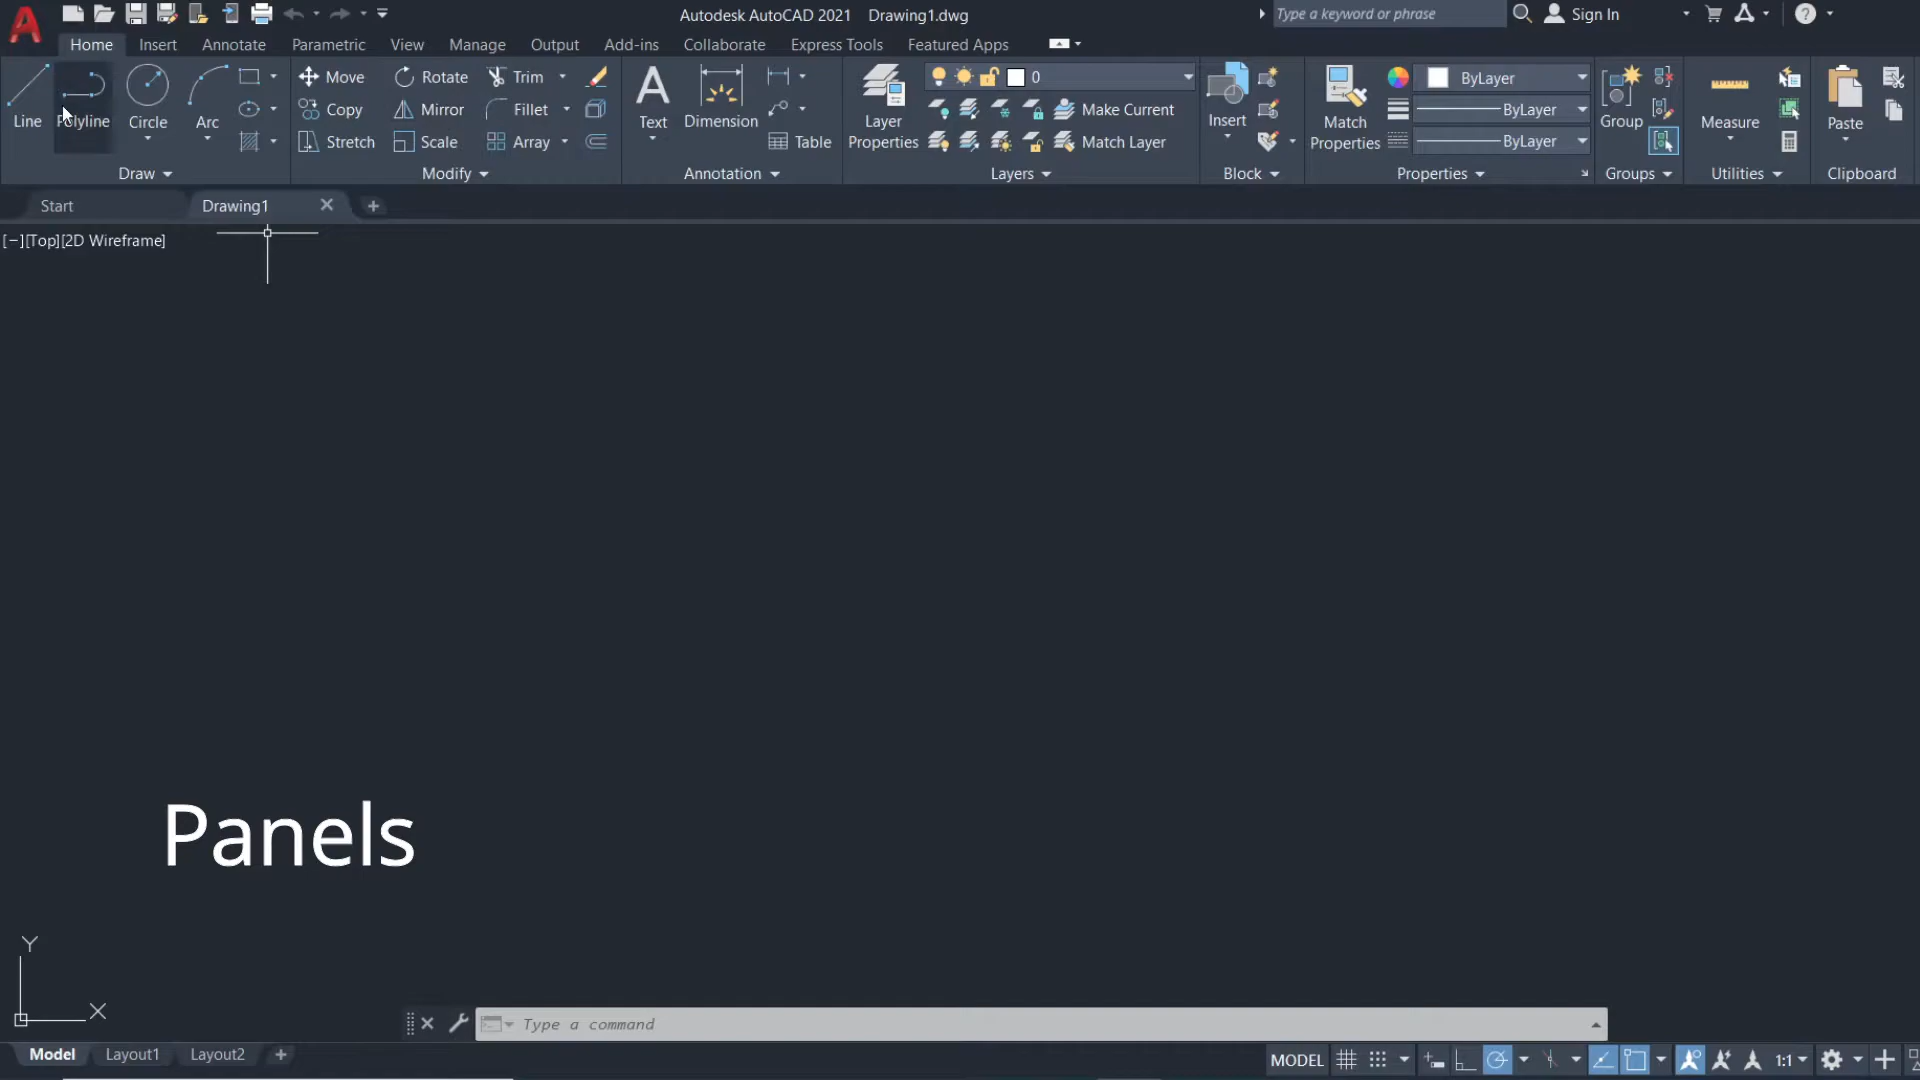 Autodesk AutoCAD 2021 Drawing1.dwg
Type a keyword or phrase
Sign In
Home Insert Annotate Parametric View Manage Output Add-ins Collaborate Express Tools Featured Apps
Line Polyline Circle Arc
Move Rotate Trim
Copy Mirror Fillet
Stretch Scale Array
Text Dimension Table
Layer Properties
0
Make Current
Match Layer
Insert
Match Properties
ByLayer
ByLayer
ByLayer
Group
Measure
Paste
Draw Modify Annotation Layers Block Properties Groups Utilities Clipboard
Start Drawing1
[−][Top][2D Wireframe]
Panels
Y
X
Type a command
Model Layout1 Layout2
MODEL 1:1